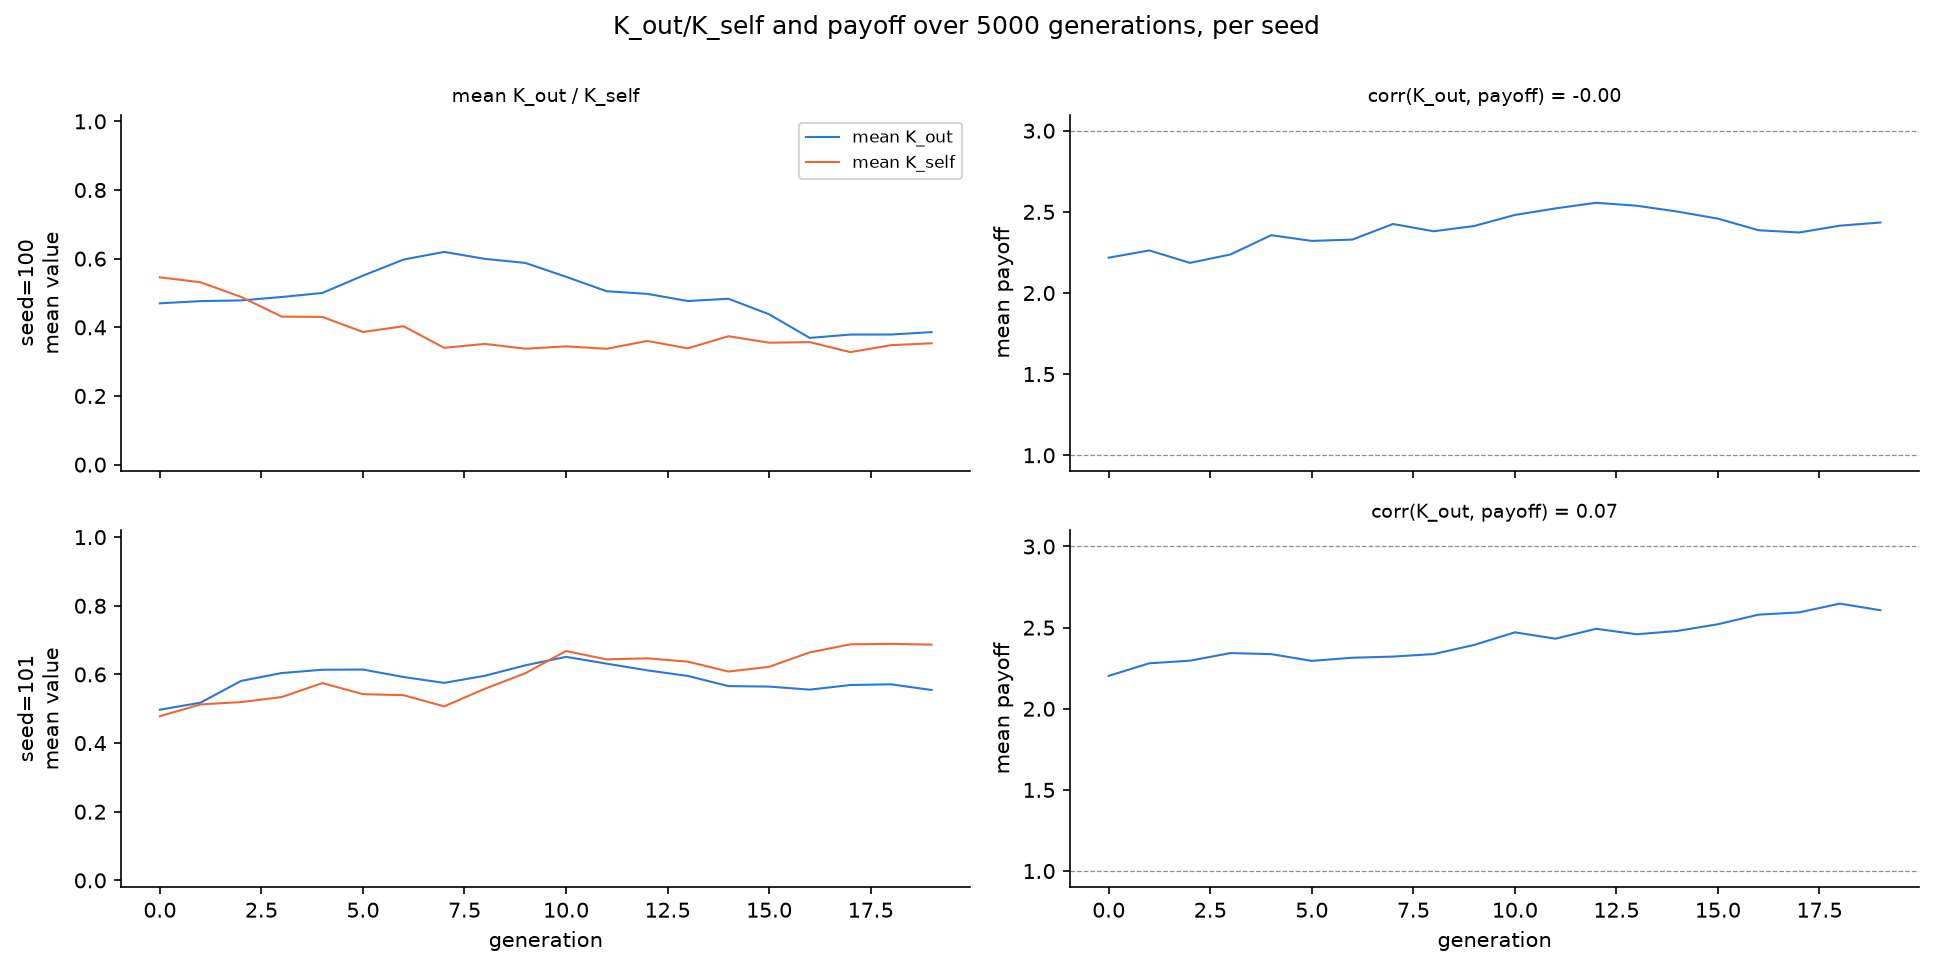 K_out/K_self and payoff over 5000 generations, per seed
mean K_out / K_self
1.0
0.8
0.6
0.4
0.2
0.0
seed=100
mean value
mean K_out
mean K_self
corr(K_out, payoff) = -0.00
3.0
2.5
2.0
1.5
1.0
mean payoff
1.0
0.8
0.6
0.4
0.2
0.0
seed=101
mean value
0.0 2.5 5.0 7.5 10.0 12.5 15.0 17.5
generation
corr(K_out, payoff) = 0.07
3.0
2.5
2.0
1.5
1.0
mean payoff
0.0 2.5 5.0 7.5 10.0 12.5 15.0 17.5
generation